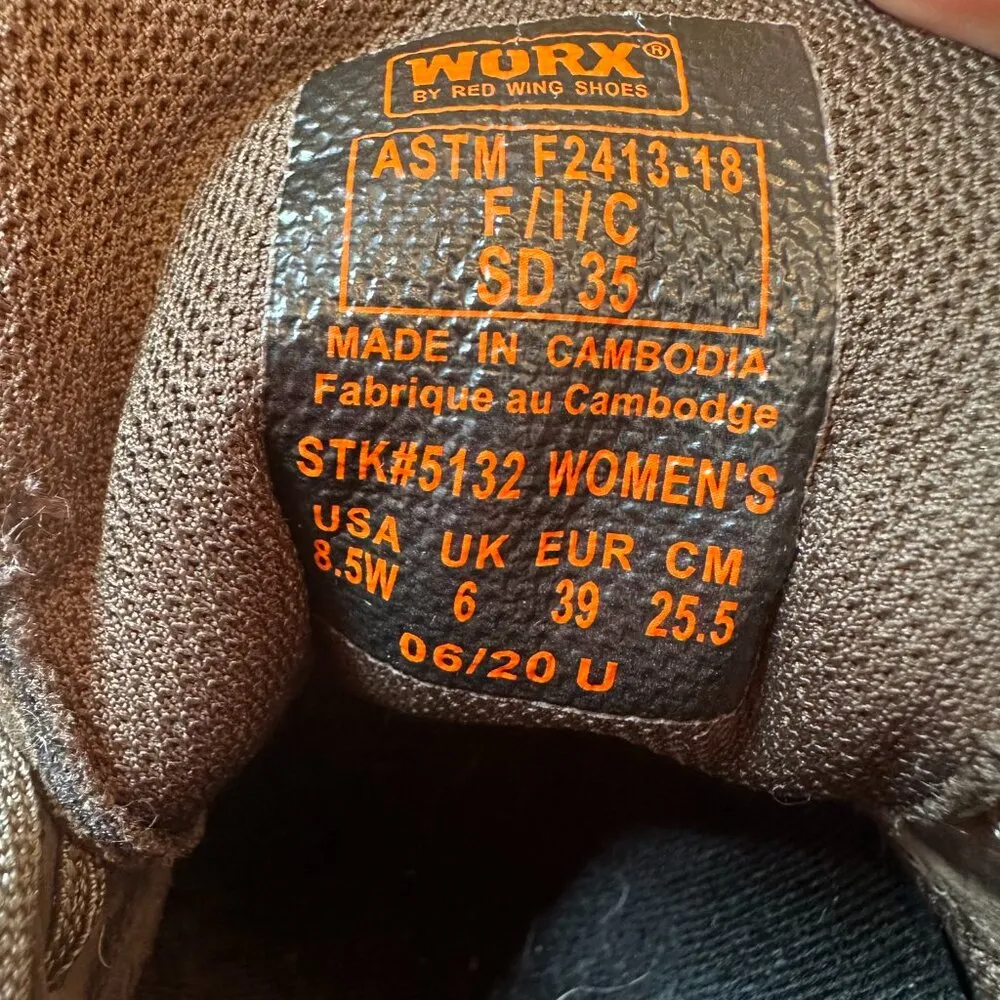 WORX®
BY RED WING SHOES
ASTM F2413-18
F/I/C
SD 35
MADE IN CAMBODIA
Fabrique au Cambodge
STK#5132 WOMEN'S
USA UK EUR CM
8.5W 6 39 25.5
06/20 U